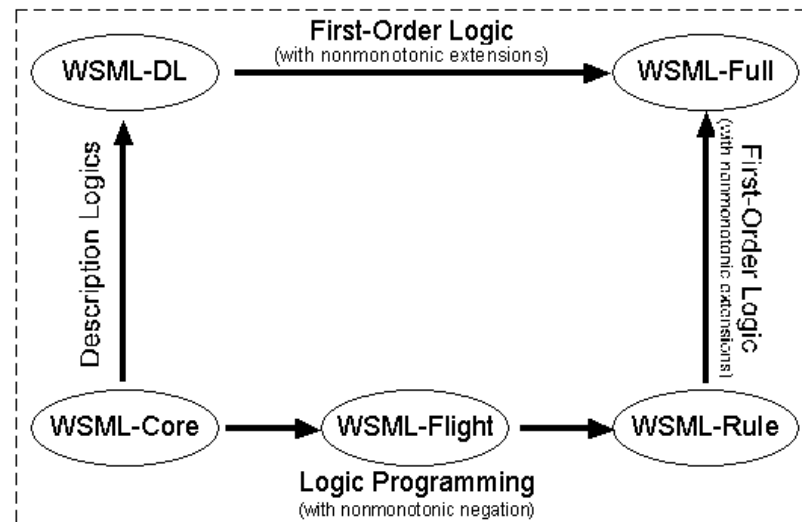 First-Order Logic
(with nonmonotonic extensions)
WSML-DL
WSML-Full
Description Logics
First-Order Logic
(with nonmonotonic extensions)
WSML-Core
WSML-Flight
WSML-Rule
Logic Programming
(with nonmonotonic negation)